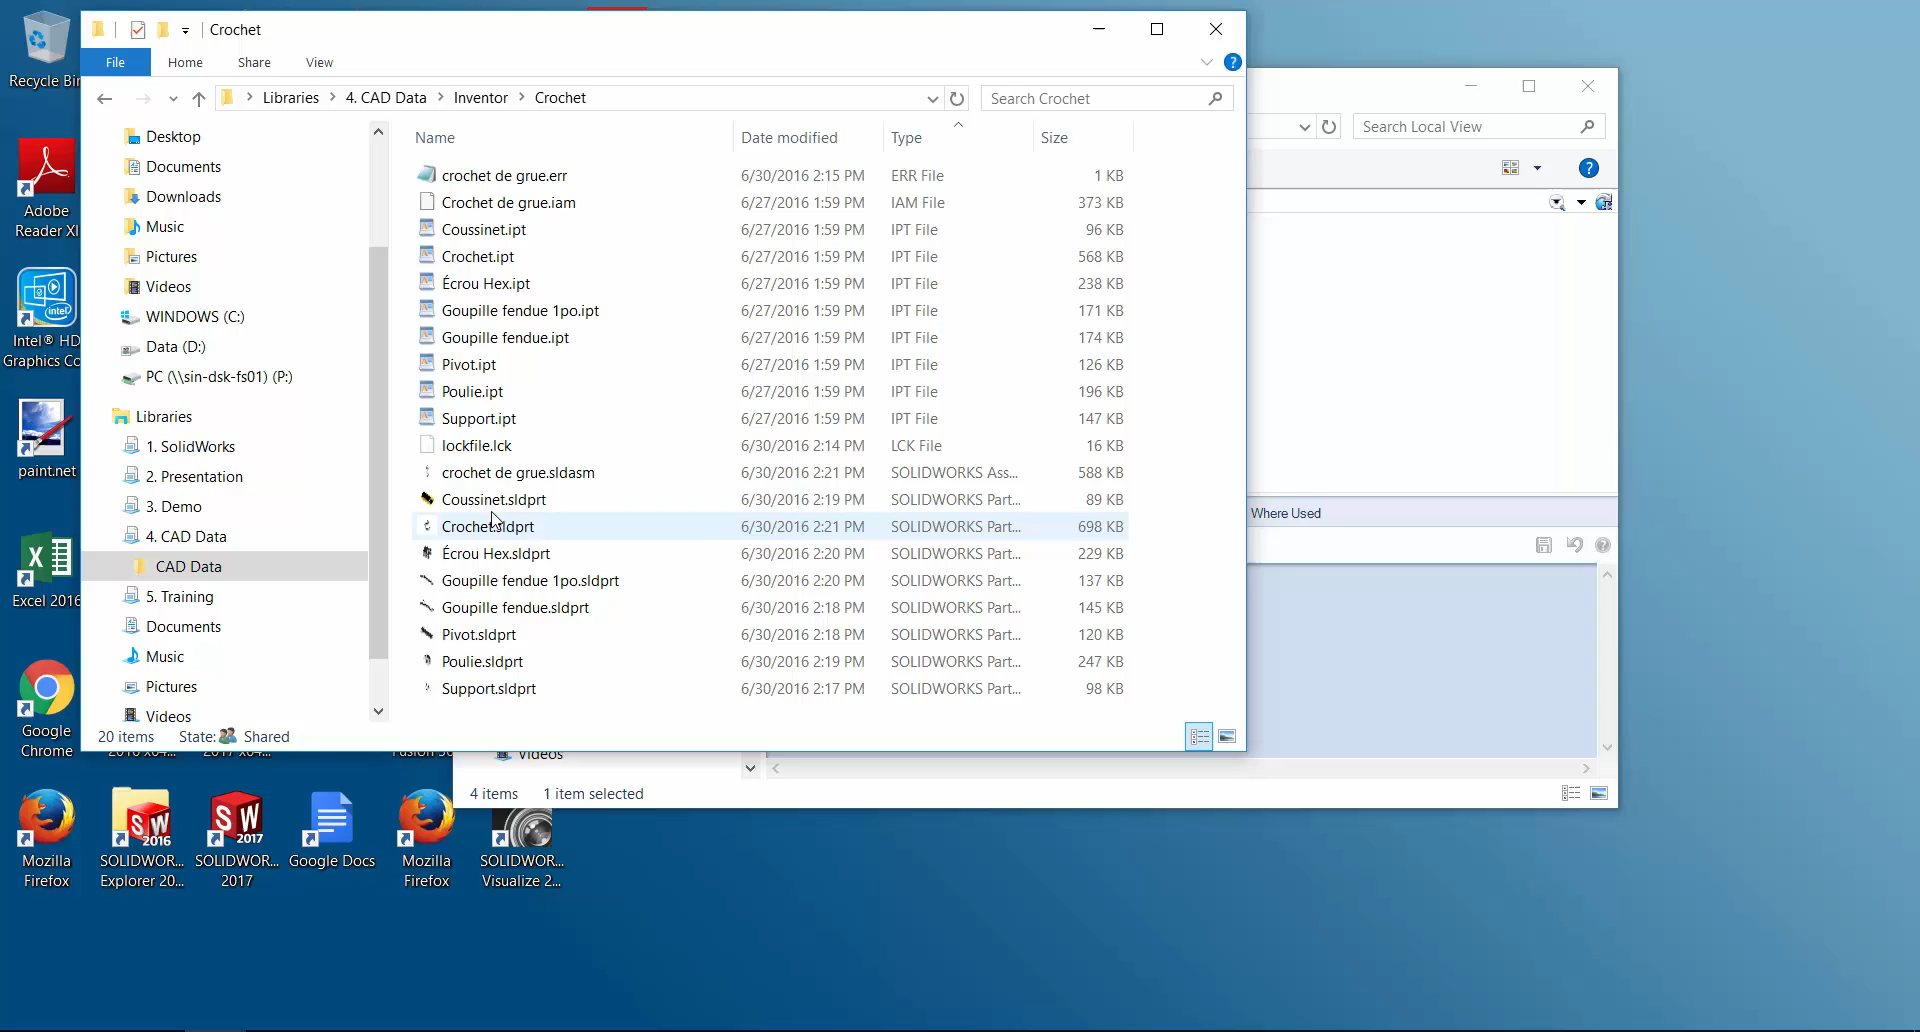 Crochet
File
Home
Share
View
Libraries
4. CAD Data
Inventor
Crochet
Search Crochet
Search Local View
Recycle Bin
Adobe
Reader XI
Intel® HD
Graphics Co
paint.net
Excel 2016
Google
Chrome
Desktop
Documents
Downloads
Music
Pictures
Videos
WINDOWS (C:)
Data (D:)
PC (\\sin-dsk-fs01) (P:)
Libraries
1. SolidWorks
2. Presentation
3. Demo
4. CAD Data
CAD Data
5. Training
Documents
Music
Pictures
Videos
Name Date modified Type Size
crochet de grue.err 6/30/2016 2:15 PM ERR File 1 KB
Crochet de grue.iam 6/27/2016 1:59 PM IAM File 373 KB
Coussinet.ipt 6/27/2016 1:59 PM IPT File 96 KB
Crochet.ipt 6/27/2016 1:59 PM IPT File 568 KB
Écrou Hex.ipt 6/27/2016 1:59 PM IPT File 238 KB
Goupille fendue 1po.ipt 6/27/2016 1:59 PM IPT File 171 KB
Goupille fendue.ipt 6/27/2016 1:59 PM IPT File 174 KB
Pivot.ipt 6/27/2016 1:59 PM IPT File 126 KB
Poulie.ipt 6/27/2016 1:59 PM IPT File 196 KB
Support.ipt 6/27/2016 1:59 PM IPT File 147 KB
lockfile.lck 6/30/2016 2:14 PM LCK File 16 KB
crochet de grue.sldasm 6/30/2016 2:21 PM SOLIDWORKS Ass... 588 KB
Coussinet.sldprt 6/30/2016 2:19 PM SOLIDWORKS Part... 89 KB
Crochet.sldprt 6/30/2016 2:21 PM SOLIDWORKS Part... 698 KB
Écrou Hex.sldprt 6/30/2016 2:20 PM SOLIDWORKS Part... 229 KB
Goupille fendue 1po.sldprt 6/30/2016 2:20 PM SOLIDWORKS Part... 137 KB
Goupille fendue.sldprt 6/30/2016 2:18 PM SOLIDWORKS Part... 145 KB
Pivot.sldprt 6/30/2016 2:18 PM SOLIDWORKS Part... 120 KB
Poulie.sldprt 6/30/2016 2:19 PM SOLIDWORKS Part... 247 KB
Support.sldprt 6/30/2016 2:17 PM SOLIDWORKS Part... 98 KB
20 items State: Shared
Where Used
Videos
4 items 1 item selected
Mozilla
Firefox
SOLIDWOR...
Explorer 20...
SOLIDWOR...
2017
Google Docs
Mozilla
Firefox
SOLIDWOR...
Visualize 2...